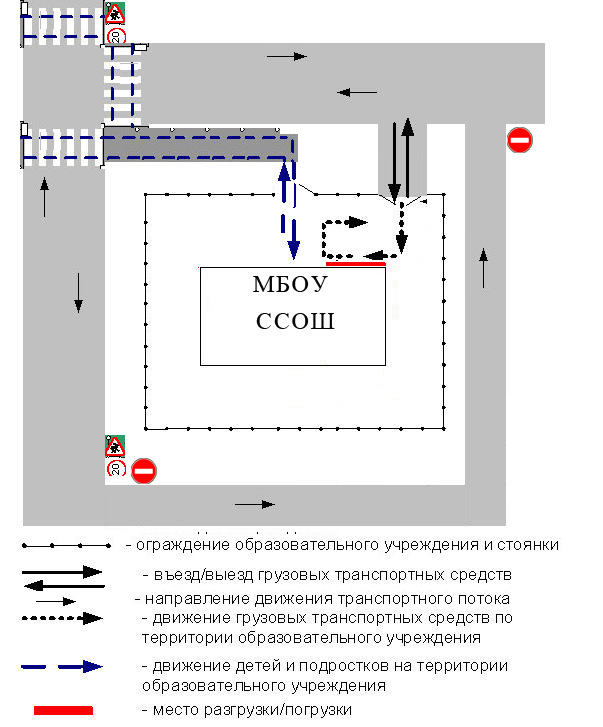 20
МБОУ
ССОШ
20
- ограждение образовательного учреждения и стоянки
- въезд/выезд грузовых транспортных средств
- направление движения транспортного потока
- движение грузовых транспортных средств по
территории образовательного учреждения
- движение детей и подростков на территории
образовательного учреждения
- место разгрузки/погрузки